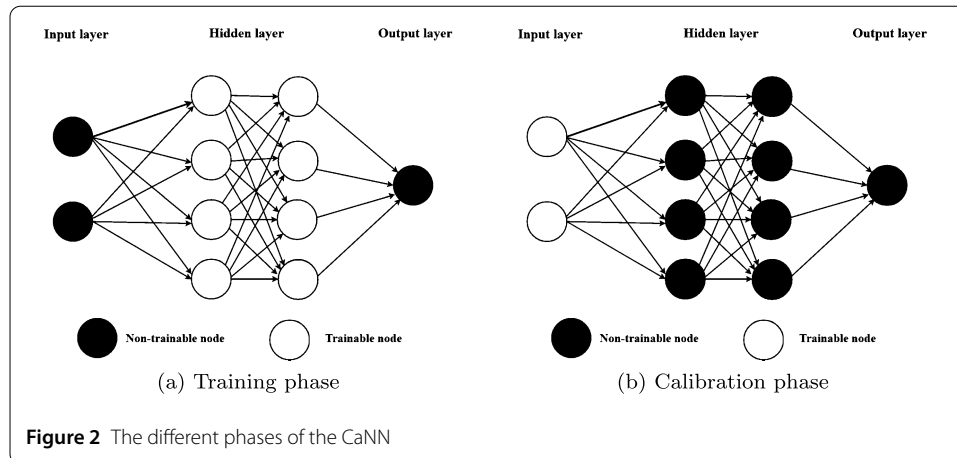 Input layer Hidden layer Output layer
Non-trainable node Trainable node
(a) Training phase
Input layer Hidden layer Output layer
Non-trainable node Trainable node
(b) Calibration phase
Figure 2 The different phases of the CaNN